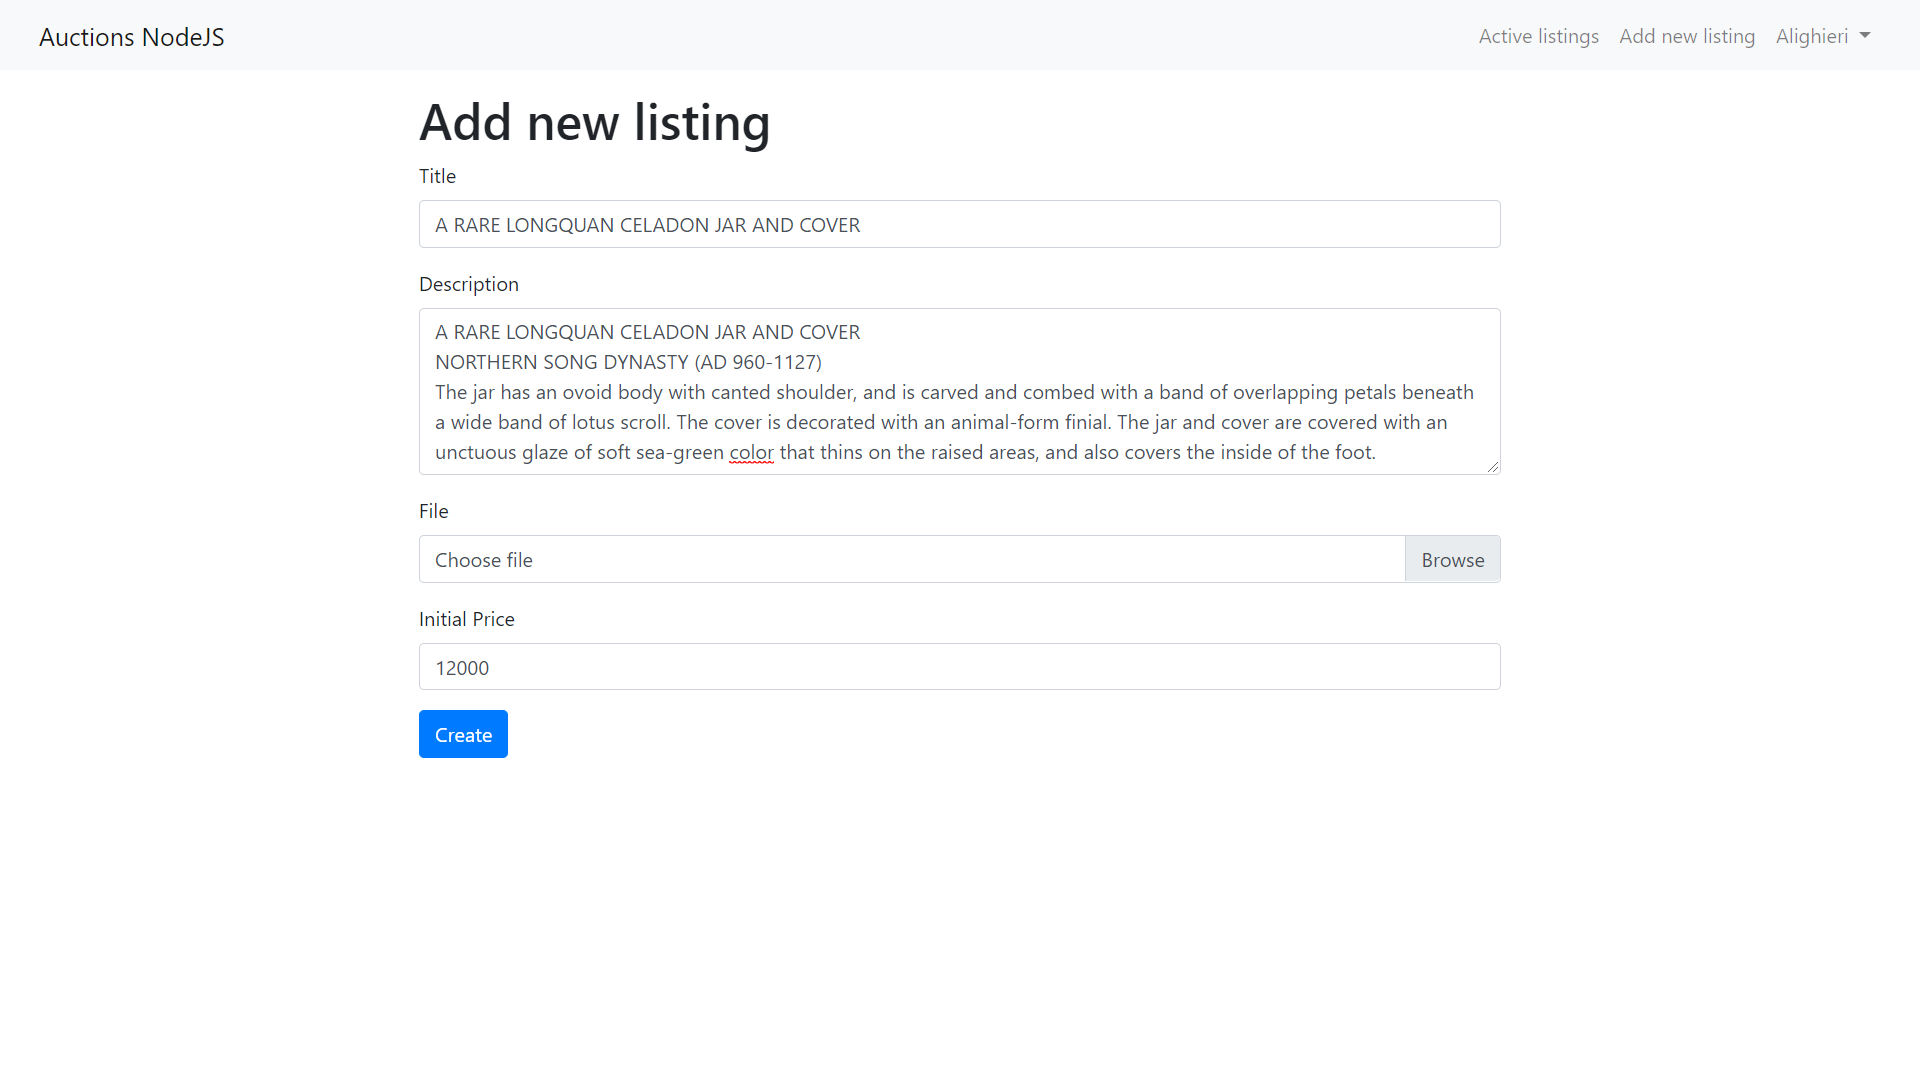 Auctions NodeJS
Active listings
Add new listing
Alighieri
Add new listing
Title
A RARE LONGQUAN CELADON JAR AND COVER
Description
A RARE LONGQUAN CELADON JAR AND COVER
NORTHERN SONG DYNASTY (AD 960-1127)
The jar has an ovoid body with canted shoulder, and is carved and combed with a band of overlapping petals beneath
a wide band of lotus scroll. The cover is decorated with an animal-form finial. The jar and cover are covered with an
unctuous glaze of soft sea-green color that thins on the raised areas, and also covers the inside of the foot.
File
Choose file
Browse
Initial Price
12000
Create